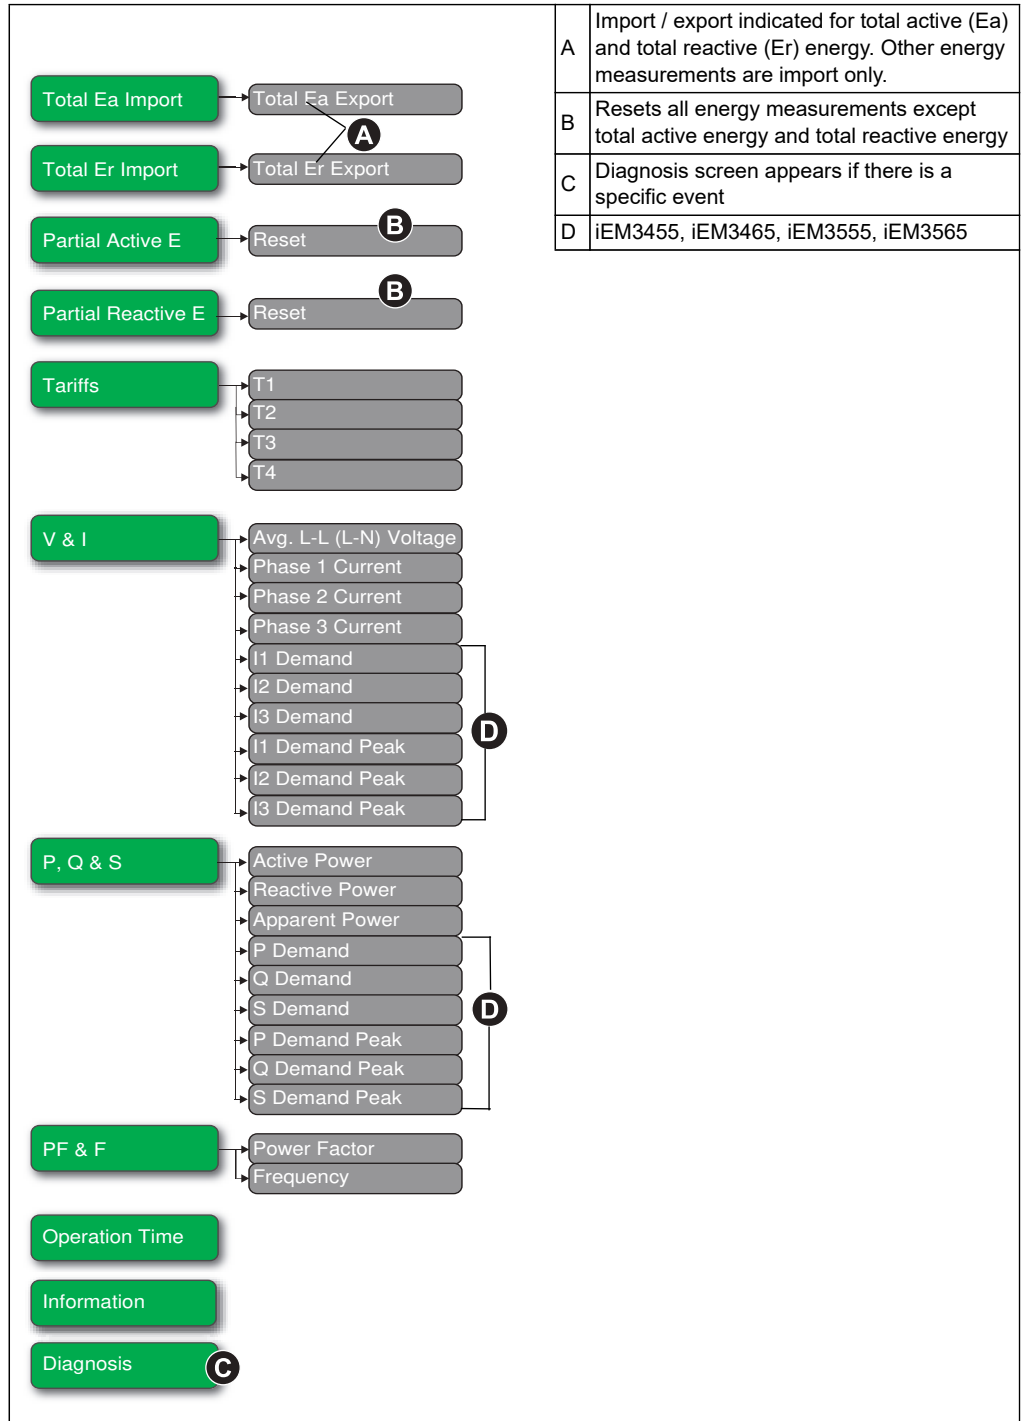 Total Ea Import
Total Ea Export
A
Total Er Import
Total Er Export
Partial Active E
Reset
B
Partial Reactive E
Reset
B
Tariffs
T1
T2
T3
T4
V & I
Avg. L-L (L-N) Voltage
Phase 1 Current
Phase 2 Current
Phase 3 Current
I1 Demand
I2 Demand
I3 Demand
I1 Demand Peak
I2 Demand Peak
I3 Demand Peak
D
P, Q & S
Active Power
Reactive Power
Apparent Power
P Demand
Q Demand
S Demand
P Demand Peak
Q Demand Peak
S Demand Peak
D
PF & F
Power Factor
Frequency
Operation Time
Information
Diagnosis
C
A
Import / export indicated for total active (Ea)
and total reactive (Er) energy. Other energy
measurements are import only.
B
Resets all energy measurements except
total active energy and total reactive energy
C
Diagnosis screen appears if there is a
specific event
D
iEM3455, iEM3465, iEM3555, iEM3565